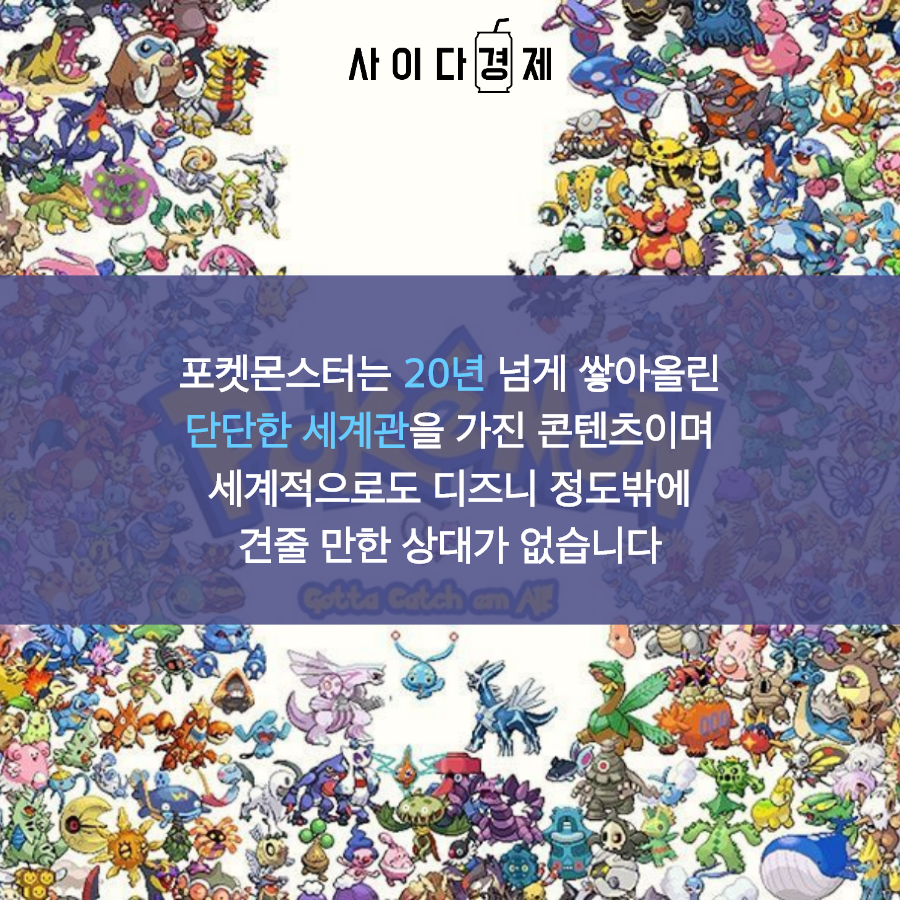 사이다경제
포켓몬스터는 20년 넘게 쌓아올린
단단한 세계관을 가진 콘텐츠이며
세계적으로도 디즈니 정도밖에
견줄 만한 상대가 없습니다
POKéMON
Gotta Catch em All!